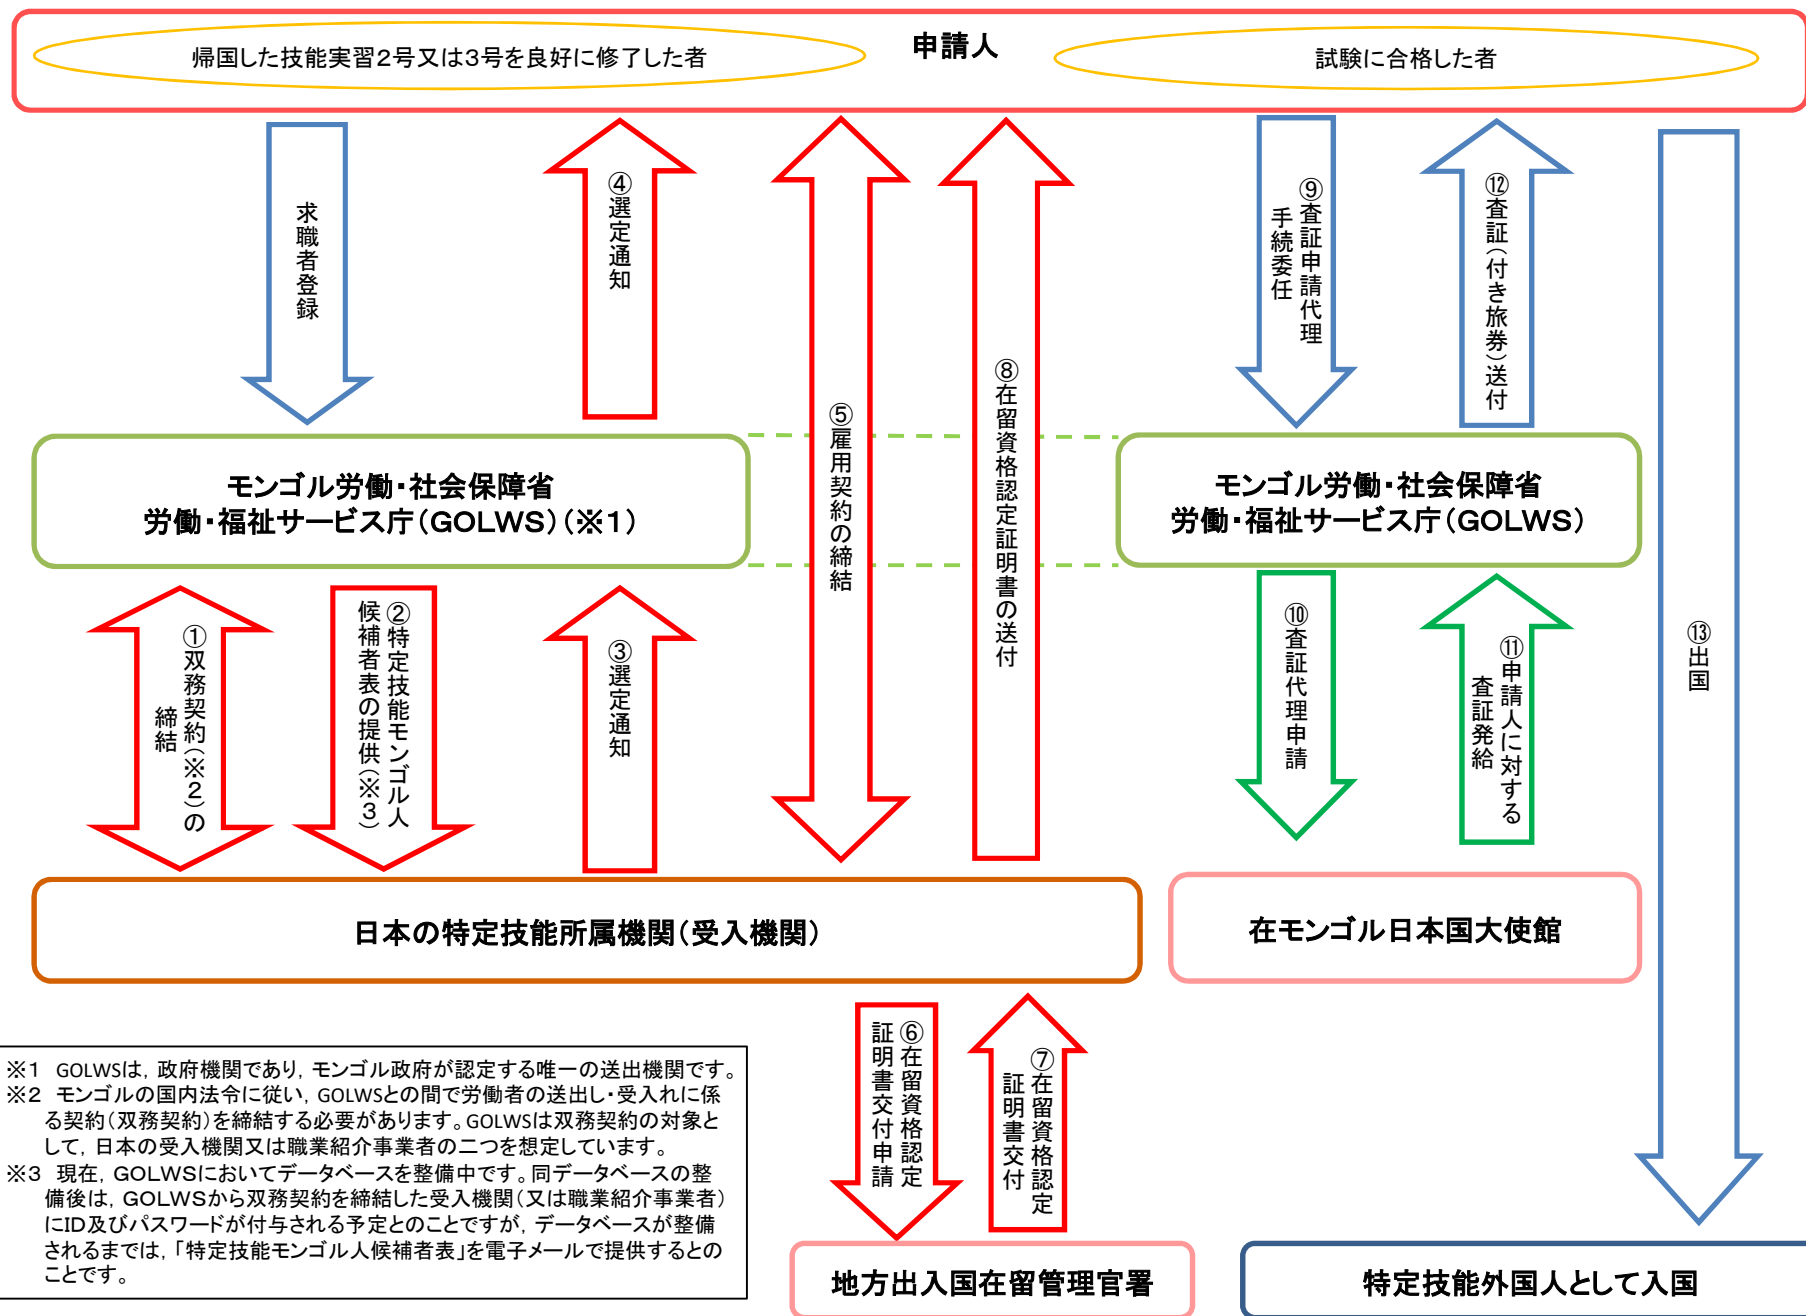 申請人
帰国した技能実習2号又は3号を良好に修了した者
試験に合格した者
求職者登録
④選定通知
⑤雇用契約の締結
⑧在留資格認定証明書の送付
⑨査証申請代理
手続委任
⑫査証(付き旅券)送付
⑬出国
モンゴル労働・社会保障省
労働・福祉サービス庁(GOLWS)(※1)
モンゴル労働・社会保障省
労働・福祉サービス庁(GOLWS)
①双務契約(※2)の
締結
②特定技能モンゴル人
候補者表の提供(※3)
③選定通知
⑩査証代理申請
⑪申請人に対する
査証発給
日本の特定技能所属機関(受入機関)
在モンゴル日本国大使館
⑥在留資格認定
証明書交付申請
⑦在留資格認定
証明書交付
※1 GOLWSは,政府機関であり,モンゴル政府が認定する唯一の送出機関です。
※2 モンゴルの国内法令に従い,GOLWSとの間で労働者の送出し・受入れに係
る契約(双務契約)を締結する必要があります。GOLWSは双務契約の対象と
して,日本の受入機関又は職業紹介事業者の二つを想定しています。
※3 現在,GOLWSにおいてデータベースを整備中です。同データベースの整
備後は,GOLWSから双務契約を締結した受入機関(又は職業紹介事業者)
にID及びパスワードが付与される予定とのことですが,データベースが整備
されるまでは,「特定技能モンゴル人候補者表」を電子メールで提供するとの
ことです。
地方出入国在留管理官署
特定技能外国人として入国